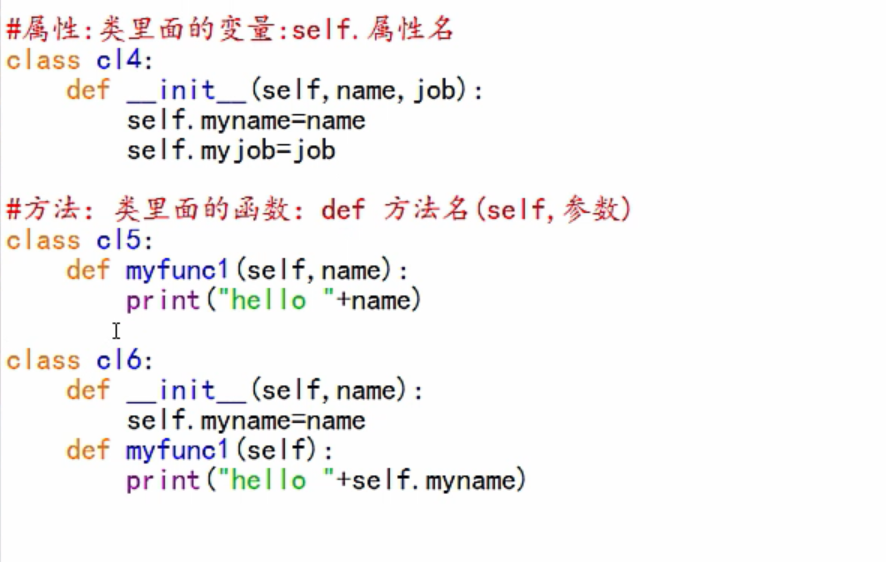 #属性:类里面的变量:self.属性名
class cl4:
    def __init__(self,name,job):
        self.myname=name
        self.myjob=job
#方法: 类里面的函数: def 方法名(self,参数)
class cl5:
    def myfunc1(self,name):
        print("hello "+name)
class cl6:
    def __init__(self,name):
        self.myname=name
    def myfunc1(self):
        print("hello "+self.myname)